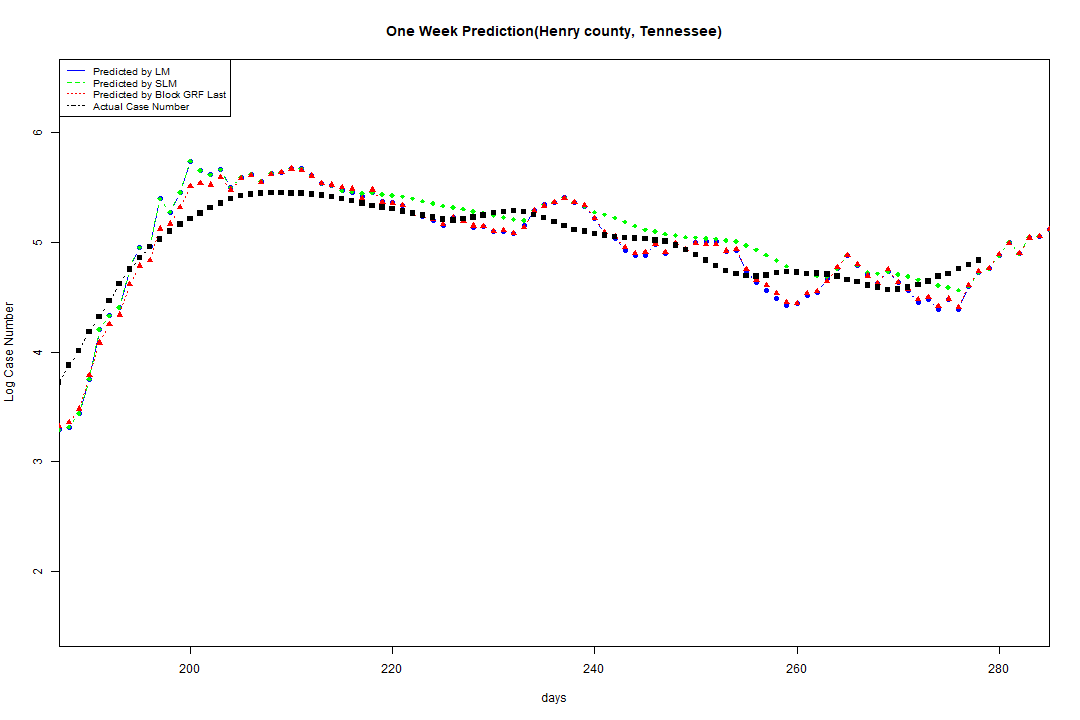 One Week Prediction(Henry county, Tennessee)
Predicted by LM
Predicted by SLM
Predicted by Block GRF Last
Actual Case Number
6
5
4
3
2
Log Case Number
200 220 240 260 280
days